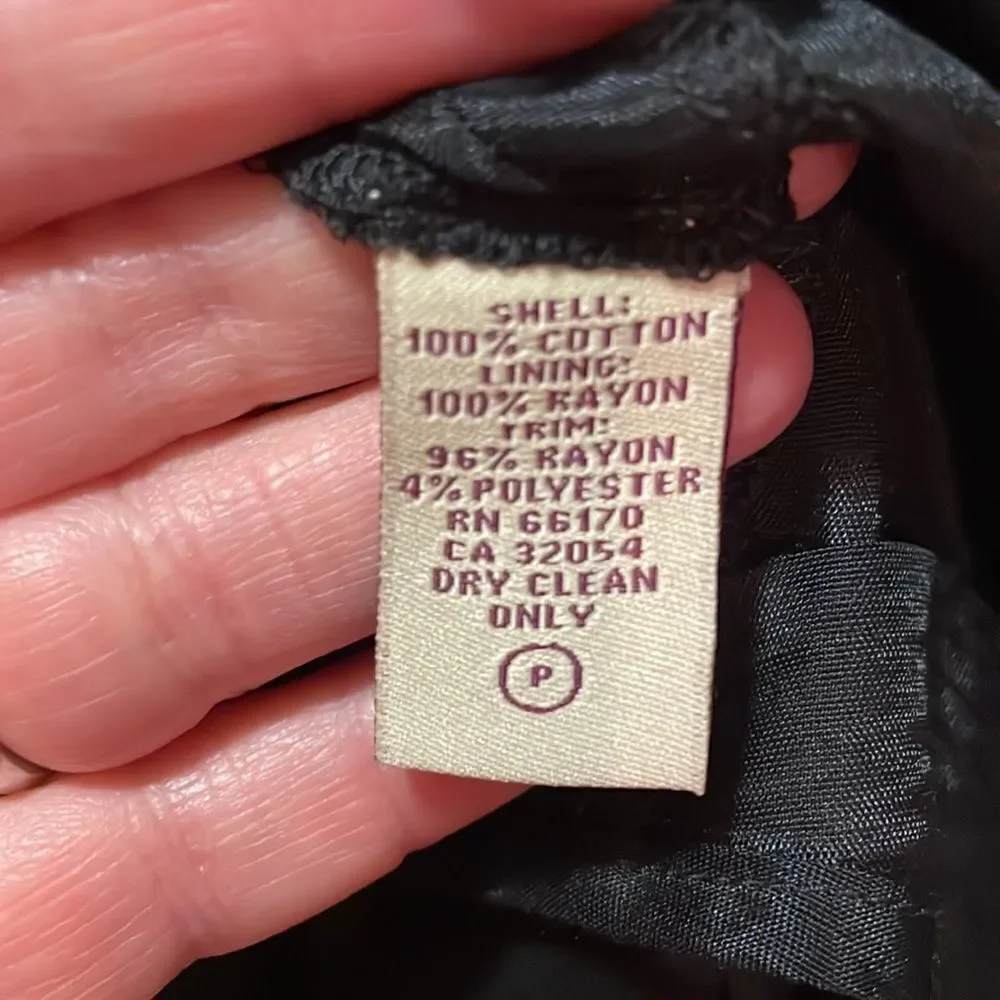 SHELL:
100% COTTON
LINING:
100% RAYON
TRIM:
96% RAYON
4% POLYESTER
RN 66170
CA 32054
DRY CLEAN
ONLY
P